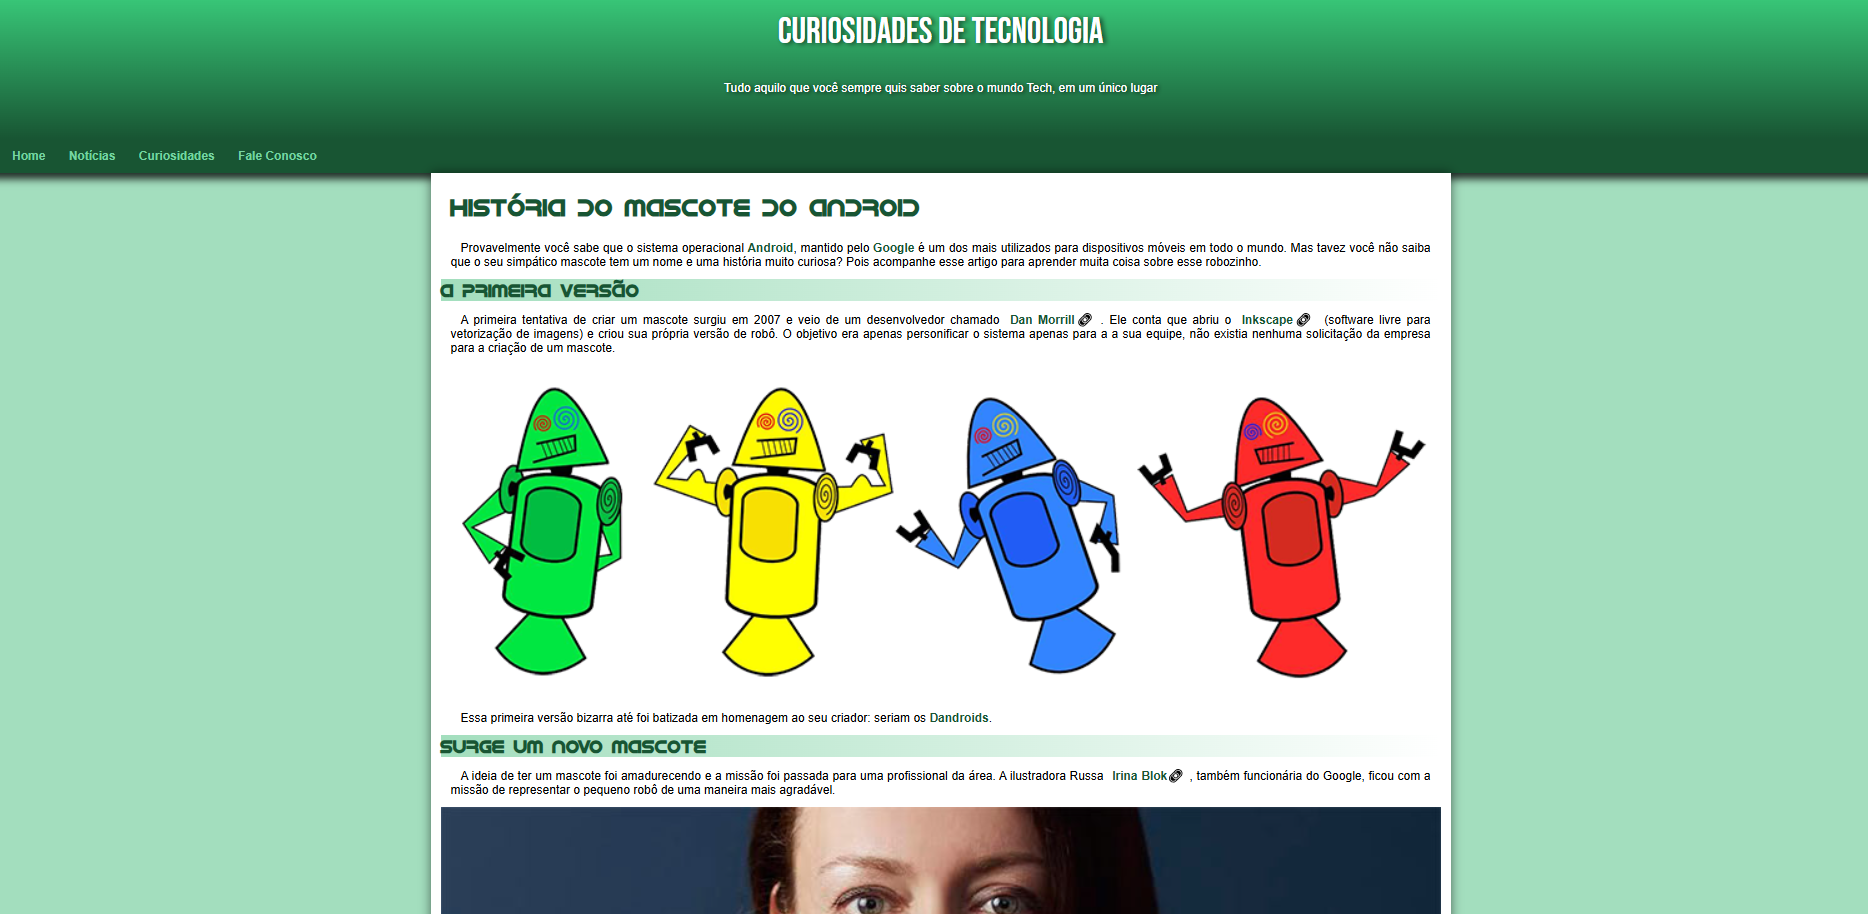 CURIOSIDADES DE TECNOLOGIA
Tudo aquilo que você sempre quis saber sobre o mundo Tech, em um único lugar
Home Notícias Curiosidades Fale Conosco
HISTÓRIA DO MASCOTE DO ANDROID
Provavelmente você sabe que o sistema operacional Android, mantido pelo Google é um dos mais utilizados para dispositivos móveis em todo o mundo. Mas tavez você não saiba
que o seu simpático mascote tem um nome e uma história muito curiosa? Pois acompanhe esse artigo para aprender muita coisa sobre esse robozinho.
A PRIMEIRA VERSÃO
A primeira tentativa de criar um mascote surgiu em 2007 e veio de um desenvolvedor chamado Dan Morrill . Ele conta que abriu o Inkscape (software livre para
vetorização de imagens) e criou sua própria versão de robô. O objetivo era apenas personificar o sistema apenas para a a sua equipe, não existia nenhuma solicitação da empresa
para a criação de um mascote.
Essa primeira versão bizarra até foi batizada em homenagem ao seu criador: seriam os Dandroids.
SURGE UM NOVO MASCOTE
A ideia de ter um mascote foi amadurecendo e a missão foi passada para uma profissional da área. A ilustradora Russa Irina Blok , também funcionária do Google, ficou com a
missão de representar o pequeno robô de uma maneira mais agradável.